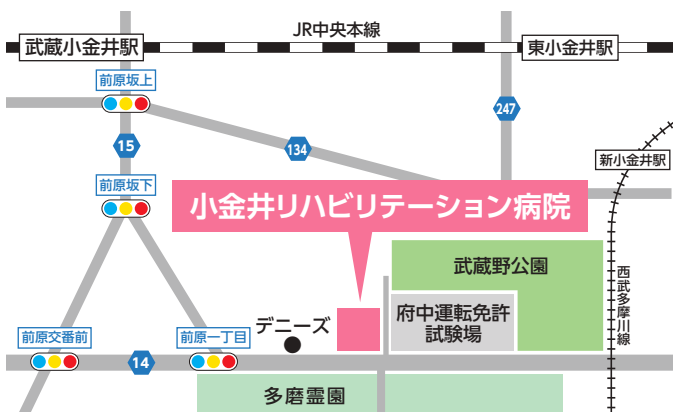 JR中央本線
武蔵小金井駅
東小金井駅
前原坂上
247
15
134
新小金井駅
前原坂下
小金井リハビリテーション病院
武蔵野公園
西武多摩川線
府中運転免許
試験場
デニーズ
前原交番前
前原一丁目
14
多磨霊園